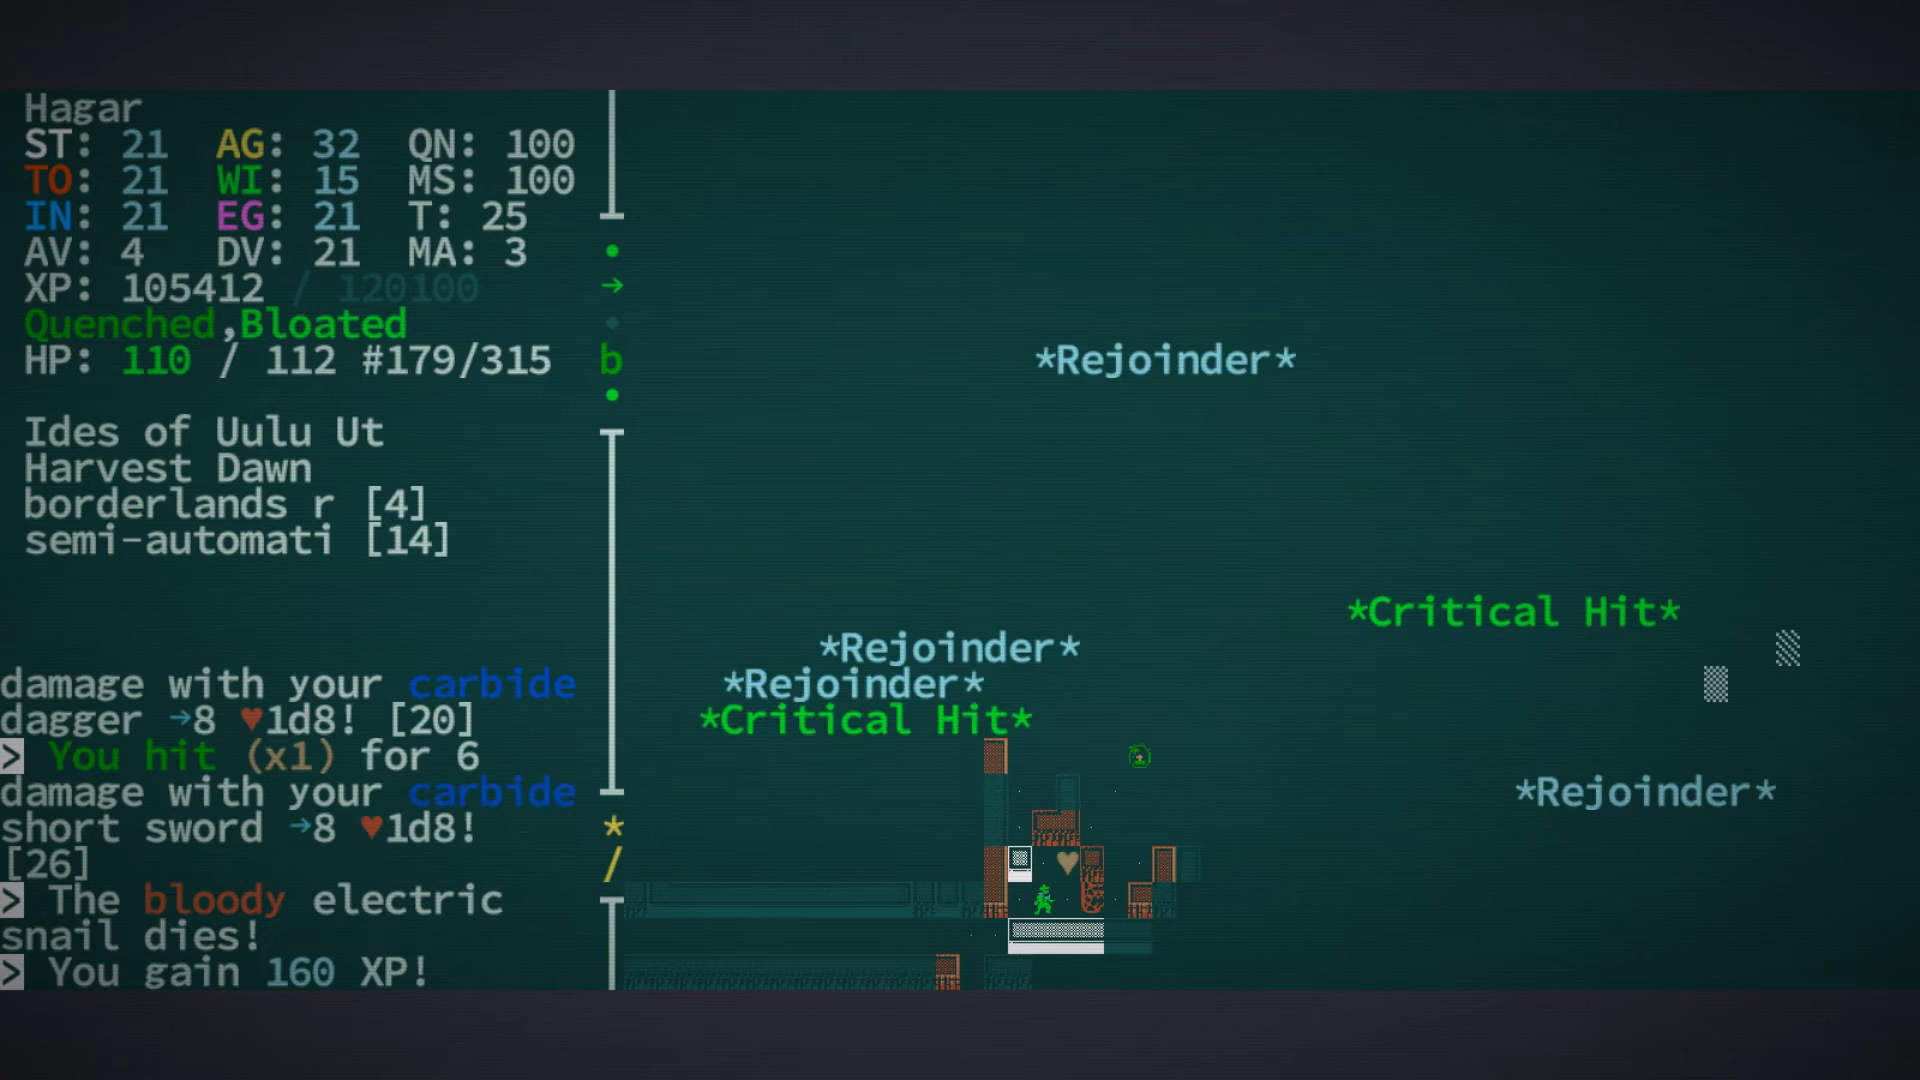 Hagar
ST: 21 AG: 32 QN: 100
TO: 21 WI: 15 MS: 100
IN: 21 EG: 21 T: 25
AV: 4 DV: 21 MA: 3
XP: 105412 / 120100
Quenched,Bloated
HP: 110 / 112 #179/315
Ides of Uulu Ut
Harvest Dawn
borderlands r [4]
semi-automati [14]
damage with your carbide
dagger →8 ♥1d8! [20]
> You hit (x1) for 6
damage with your carbide
short sword →8 ♥1d8!
[26]
> The bloody electric
snail dies!
> You gain 160 XP!
b
*
/
*Rejoinder*
*Critical Hit*
*Rejoinder*
*Rejoinder*
*Critical Hit*
*Rejoinder*